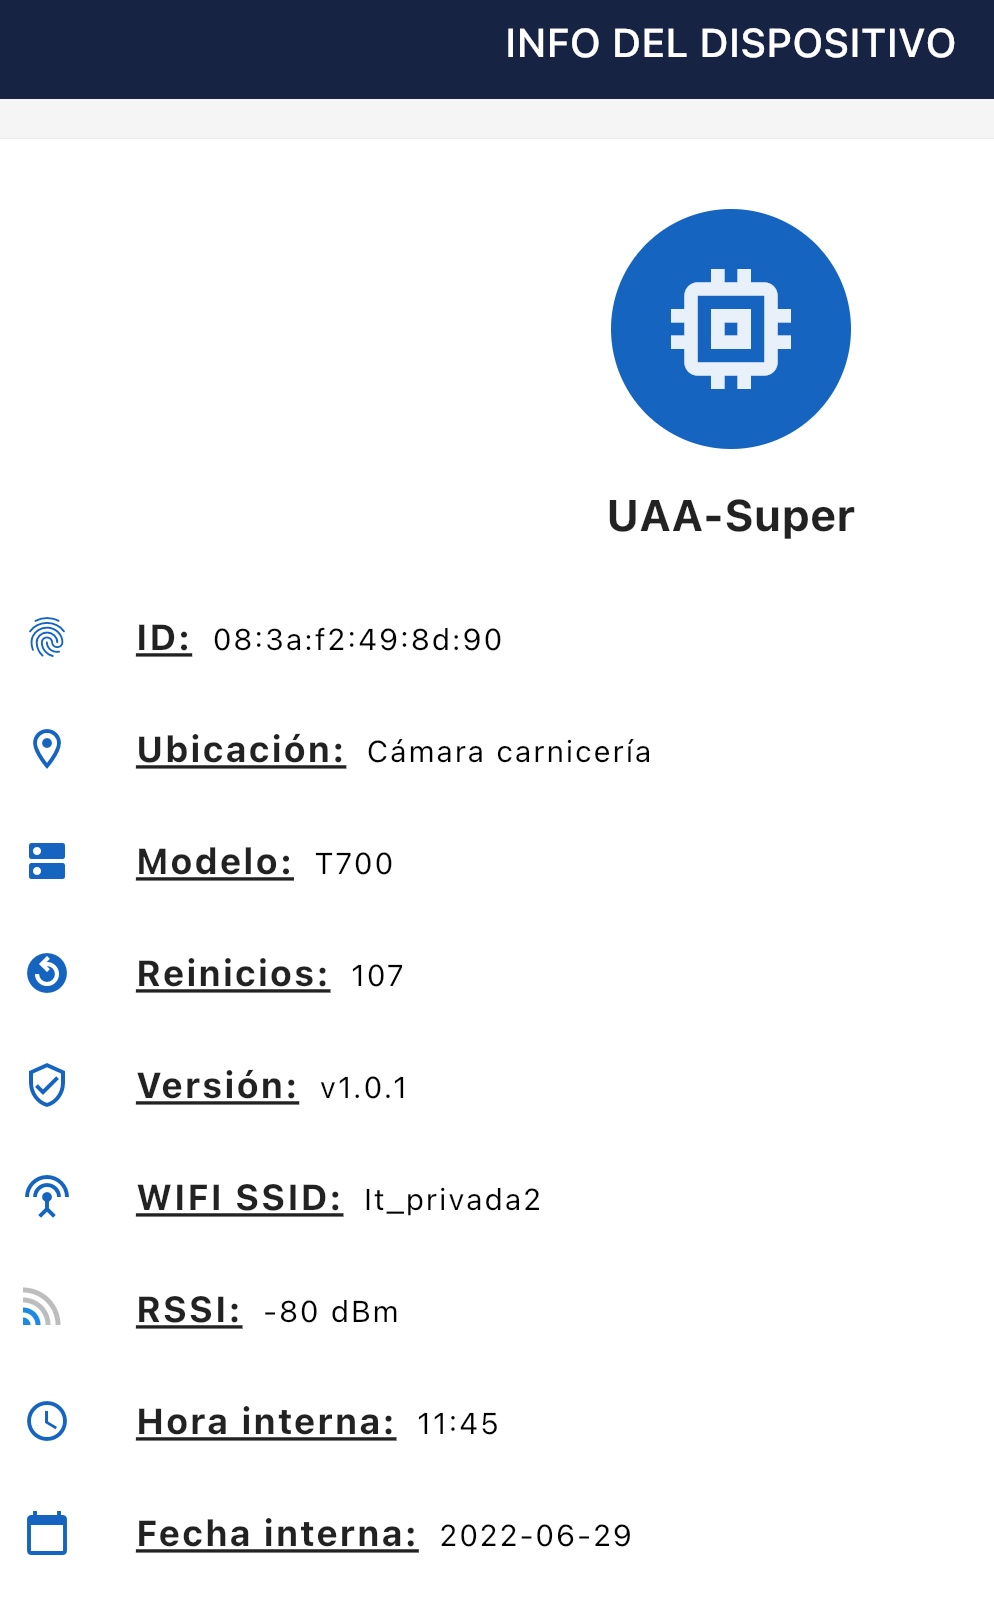 INFO DEL DISPOSITIVO
UAA-Super
ID: 08:3a:f2:49:8d:90
Ubicación: Cámara carnicería
Modelo: T700
Reinicios: 107
Versión: v1.0.1
WIFI SSID: It_privada2
RSSI: -80 dBm
Hora interna: 11:45
Fecha interna: 2022-06-29